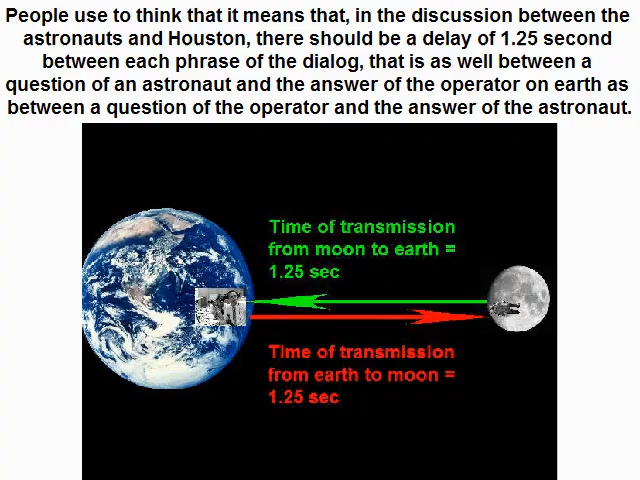 People use to think that it means that, in the discussion between the
astronauts and Houston, there should be a delay of 1.25 second
between each phrase of the dialog, that is as well between a
question of an astronaut and the answer of the operator on earth as
between a question of the operator and the answer of the astronaut.
Time of transmission
from moon to earth =
1.25 sec
Time of transmission
from earth to moon =
1.25 sec